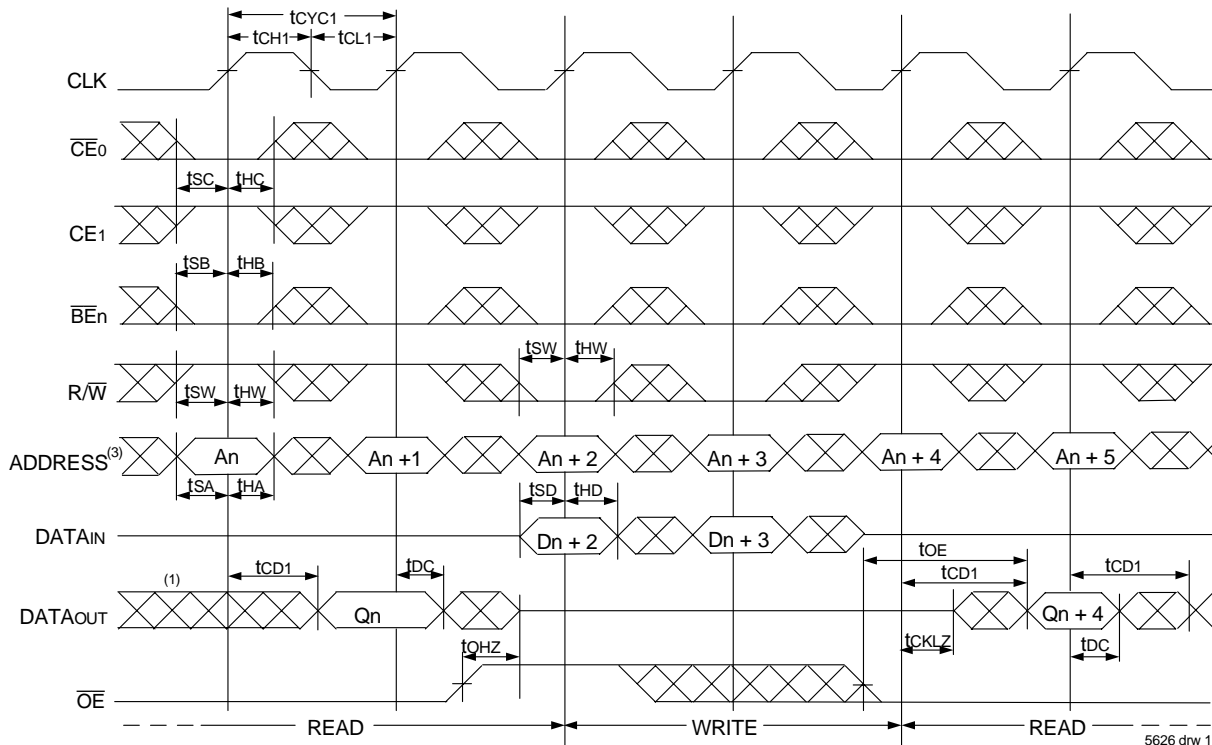 tCYC1
tCH1 tCL1
CLK
CE0
tSC tHC
CE1
tSB tHB
BEn
tSW tHW
R/W
tSW tHW
ADDRESS(3) An An +1 An + 2 An + 3 An + 4 An + 5
tSA tHA tSD tHD
DATAIN Dn + 2 Dn + 3
tOE
tCD1 tDC tCD1 tCD1
(1)
DATAOUT Qn Qn + 4
tOHZ tCKLZ tDC
OE
READ WRITE READ
5626 drw 1